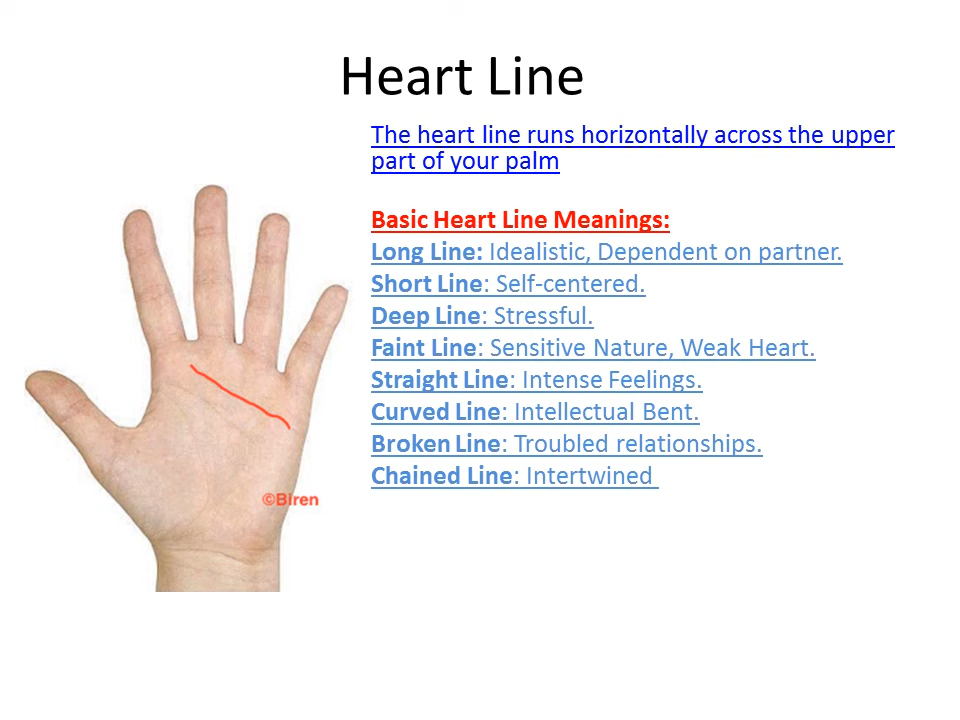 Heart Line
The heart line runs horizontally across the upper
part of your palm
Basic Heart Line Meanings:
Long Line: Idealistic, Dependent on partner.
Short Line: Self-centered.
Deep Line: Stressful.
Faint Line: Sensitive Nature, Weak Heart.
Straight Line: Intense Feelings.
Curved Line: Intellectual Bent.
Broken Line: Troubled relationships.
Chained Line: Intertwined
©Biren